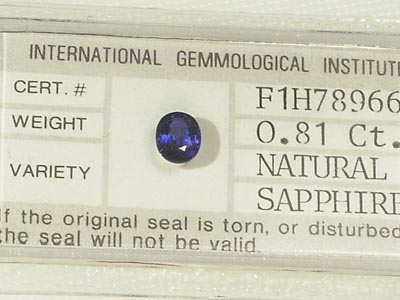 INTERNATIONAL GEMMOLOGICAL INSTITUTE
CERT. # F1H78966
WEIGHT 0.81 Ct.
VARIETY NATURAL
SAPPHIRE
If the original seal is torn, or disturbed
the seal will not be valid.